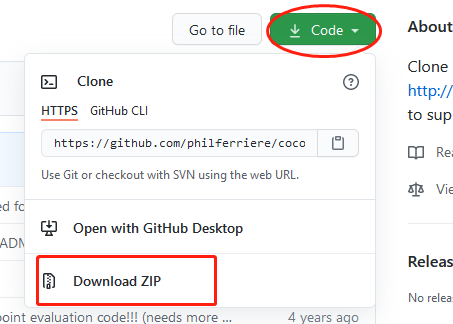 Go to file
Code
About
Clone
Clone
HTTPS GitHub CLI
http://
https://github.com/philferriere/coco
to sup
Use Git or checkout with SVN using the web URL.
Rea
Vie
ed fo
Open with GitHub Desktop
ADM
Releas
Download ZIP
No releas
point evaluation code!!! (needs more ... 4 years ago